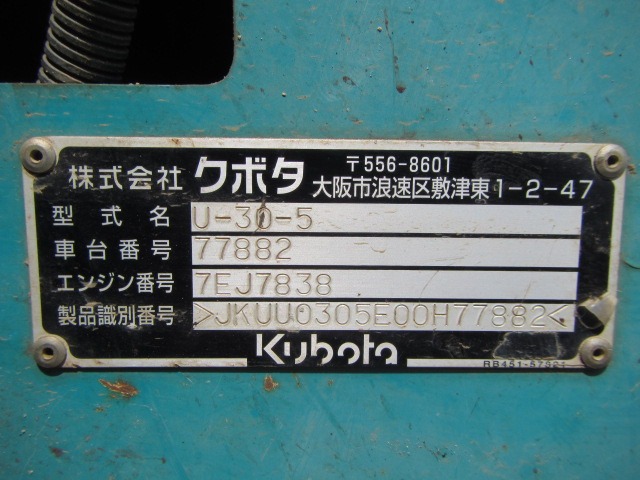 株式会社 クボタ 〒556-8601
大阪市浪速区敷津東1-2-47
型式名 U-30-5
車台番号 77882
エンジン番号 7EJ7838
製品識別番号 >JKUU0305E00H77882<
Kubota